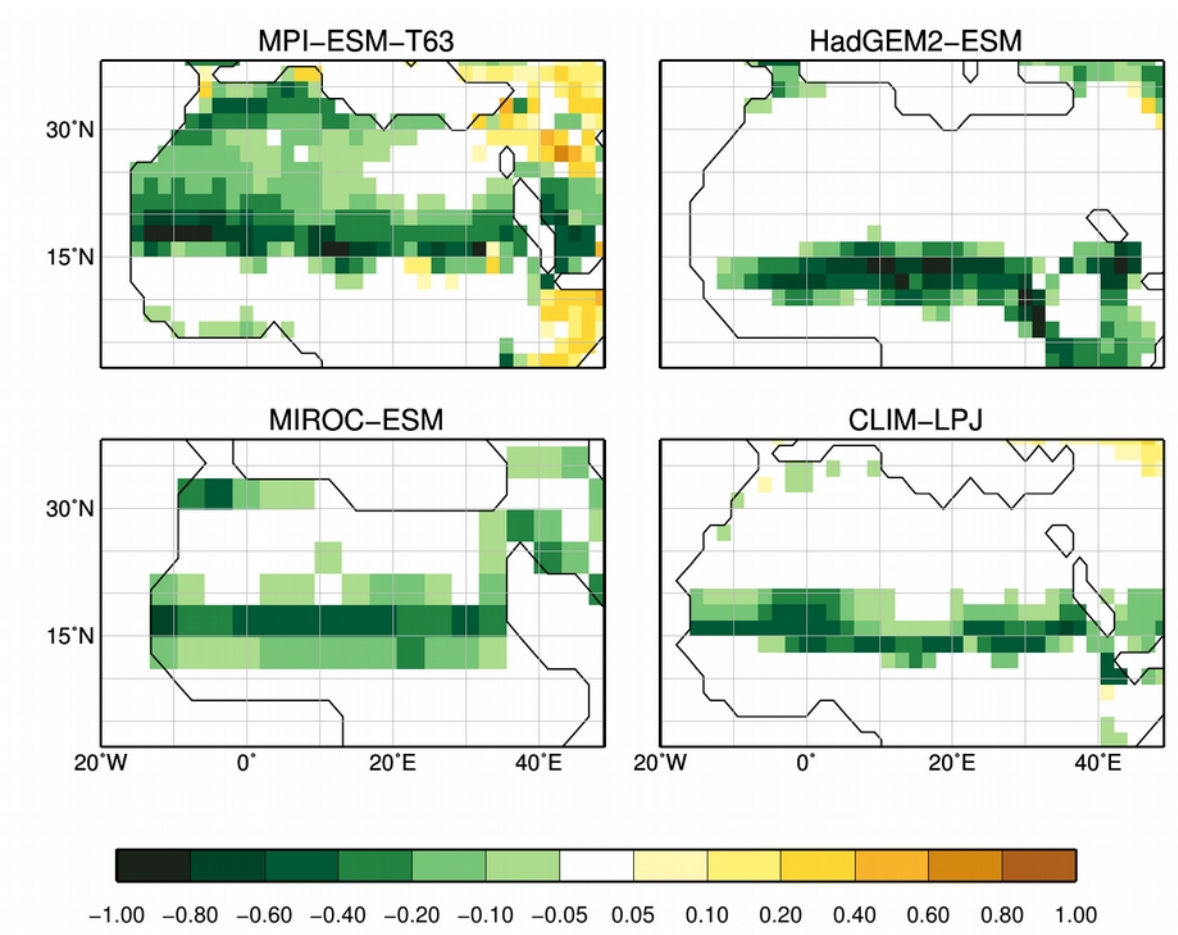 MPI−ESM−T63 HadGEM2−ESM
30°N
15°N
MIROC−ESM CLIM−LPJ
30°N
15°N
20°W 0° 20°E 40°E 20°W 0° 20°E 40°E
−1.00 −0.80 −0.60 −0.40 −0.20 −0.10 −0.05 0.05 0.10 0.20 0.40 0.60 0.80 1.00